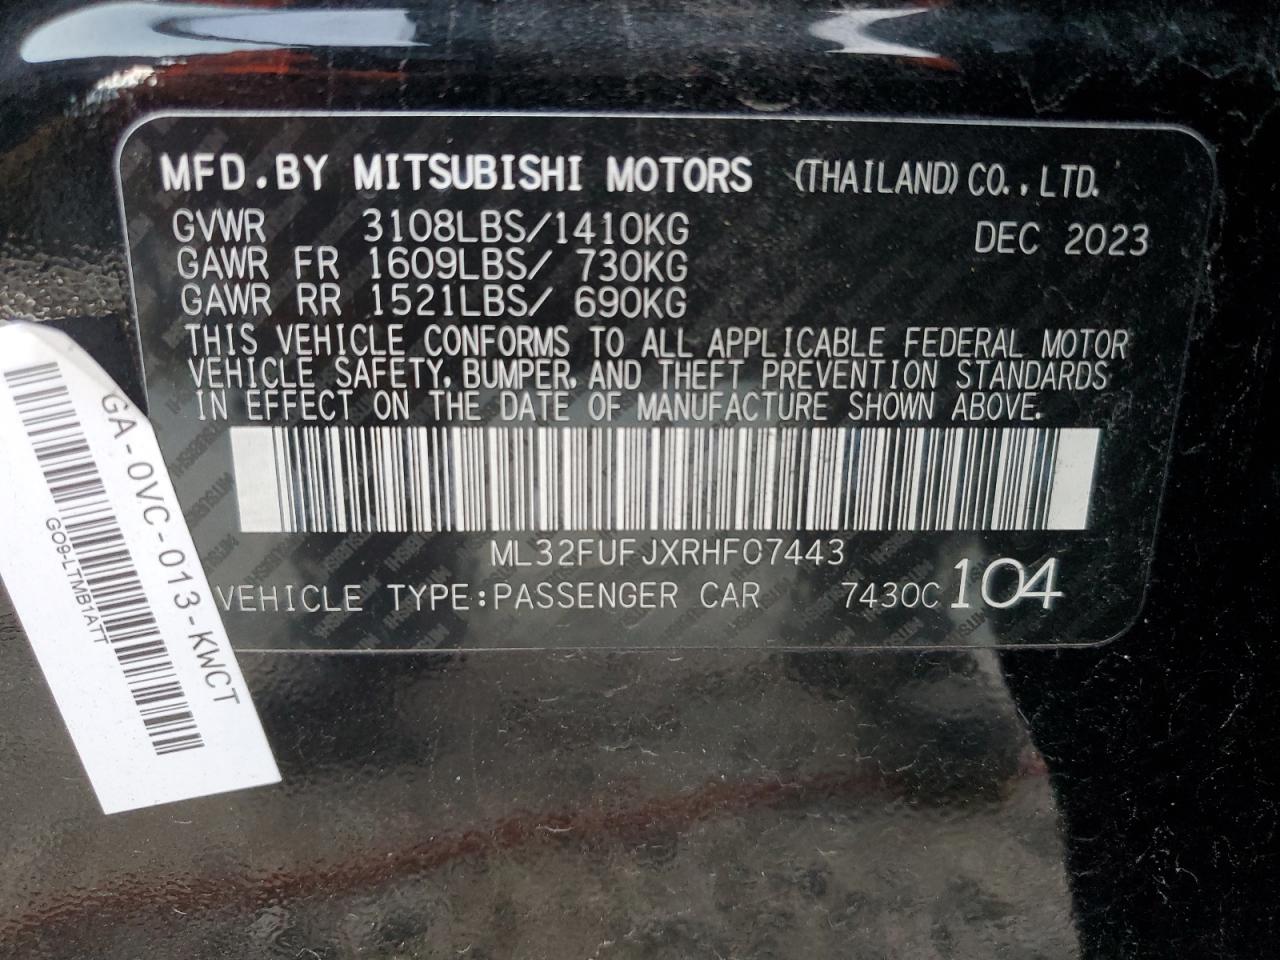 MFD.BY MITSUBISHI MOTORS (THAILAND) CO.,LTD.
GVWR 3108LBS/1410KG DEC 2023
GAWR FR 1609LBS/ 730KG
GAWR RR 1521LBS/ 690KG
THIS VEHICLE CONFORMS TO ALL APPLICABLE FEDERAL MOTOR
VEHICLE SAFETY, BUMPER, AND THEFT PREVENTION STANDARDS
IN EFFECT ON THE DATE OF MANUFACTURE SHOWN ABOVE.
ML32FUFJXRHF07443
VEHICLE TYPE:PASSENGER CAR 7430C 104
GA-0VC-013-KWCT
GO9-LTMB1ATT